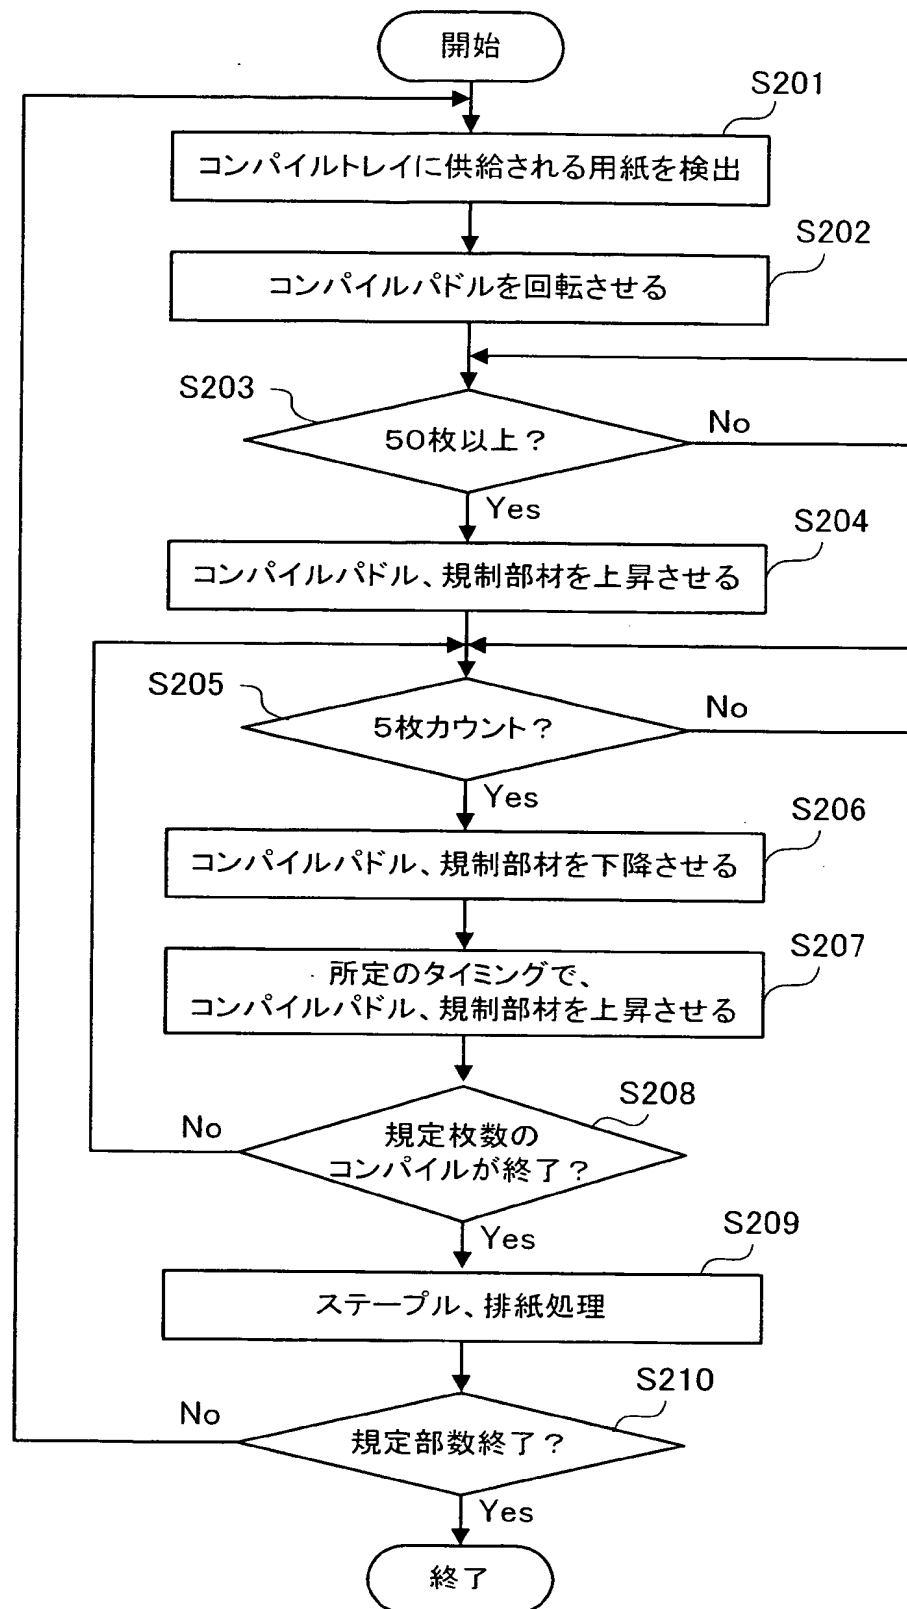 開始
S201
コンパイルトレイに供給される用紙を検出
S202
コンパイルパドルを回転させる
S203
50枚以上？
No
Yes
S204
コンパイルパドル、規制部材を上昇させる
S205
5枚カウント？
No
Yes
S206
コンパイルパドル、規制部材を下降させる
S207
所定のタイミングで、
コンパイルパドル、規制部材を上昇させる
S208
No
規定枚数の
コンパイルが終了？
Yes
S209
ステープル、排紙処理
S210
No
規定部数終了？
Yes
終了